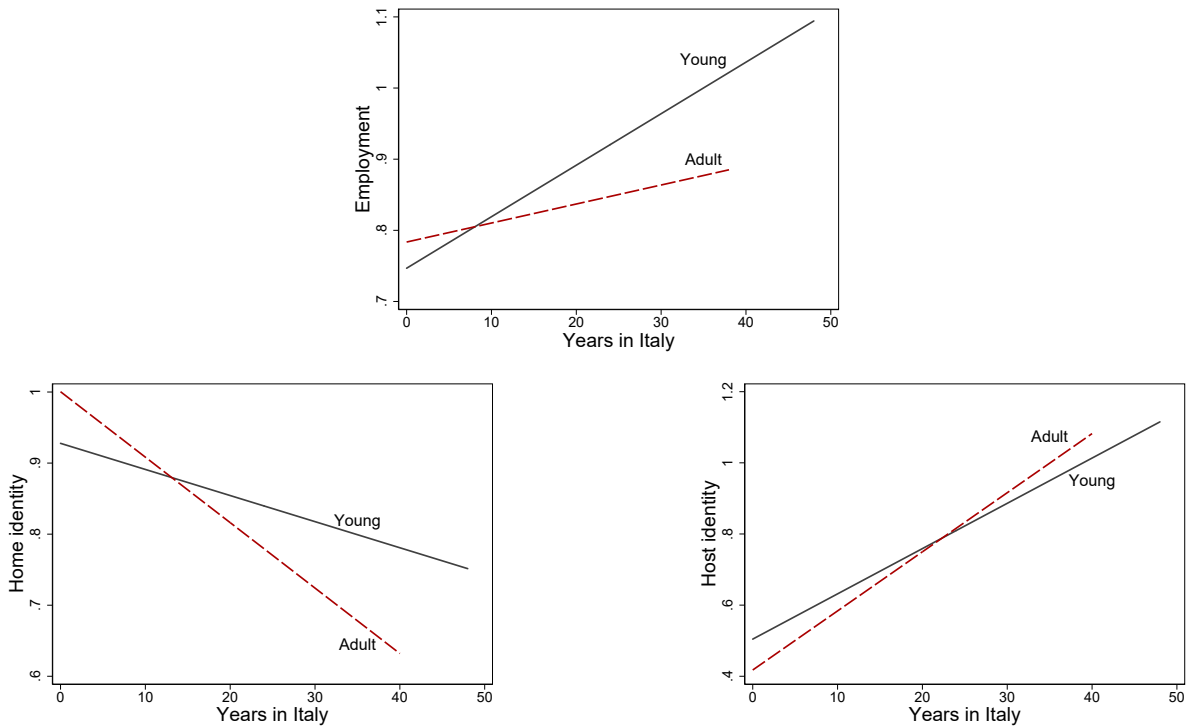 1.1
1
.9
.8
.7
Employment
Young
Adult
0 10 20 30 40 50
Years in Italy
1
.9
.8
.7
.6
Home identity
Young
Adult
0 10 20 30 40 50
Years in Italy
1.2
1
.8
.6
.4
Host identity
Adult
Young
0 10 20 30 40 50
Years in Italy